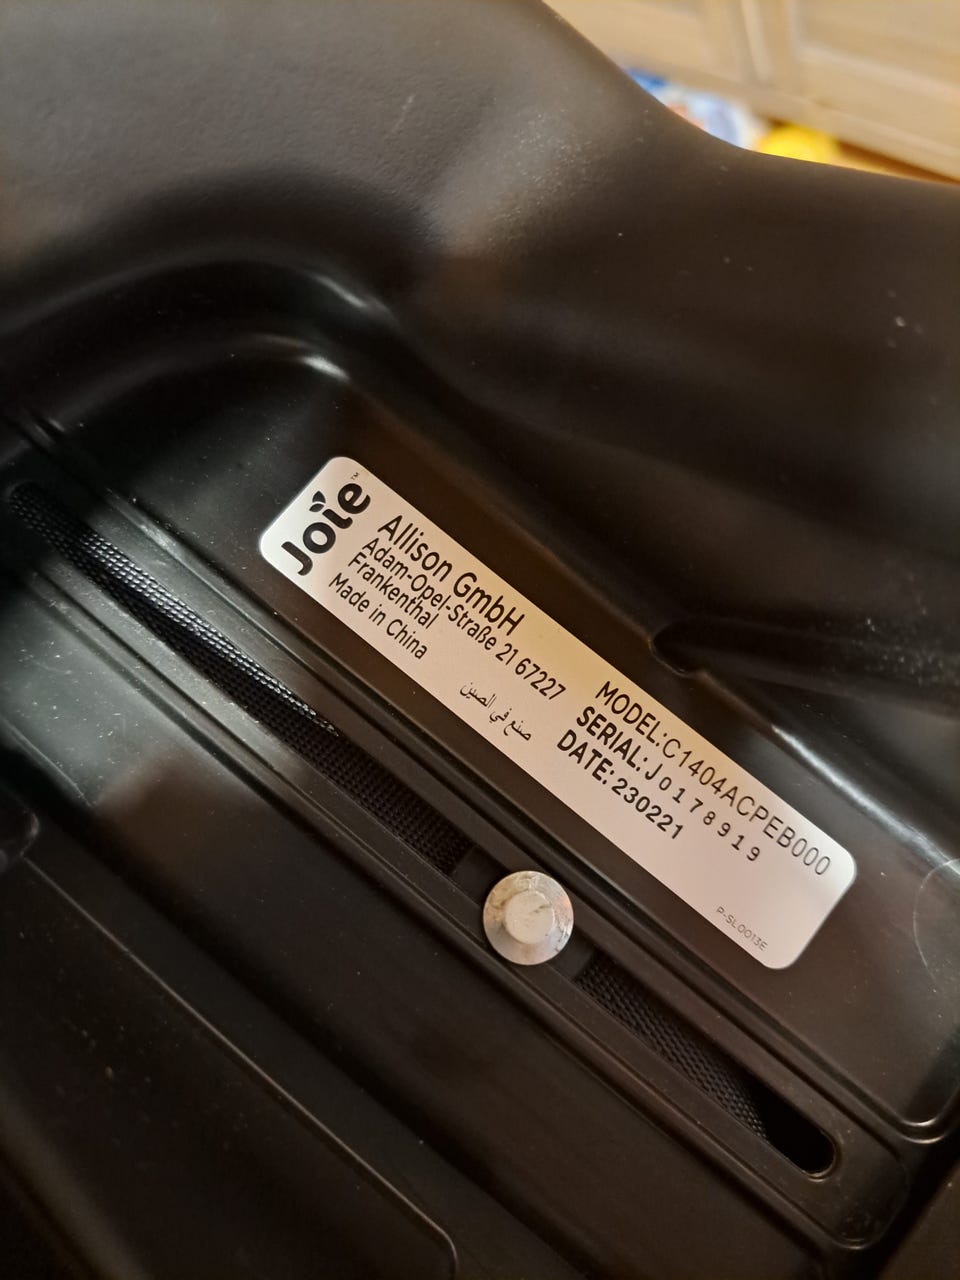 Joie™
Allison GmbH
Adam-Opel-Straße 21 67227
Frankenthal
Made in China
صنع في الصين
MODEL:C1404ACPEB000
SERIAL:J0178919
DATE:230221
P-SL0013E